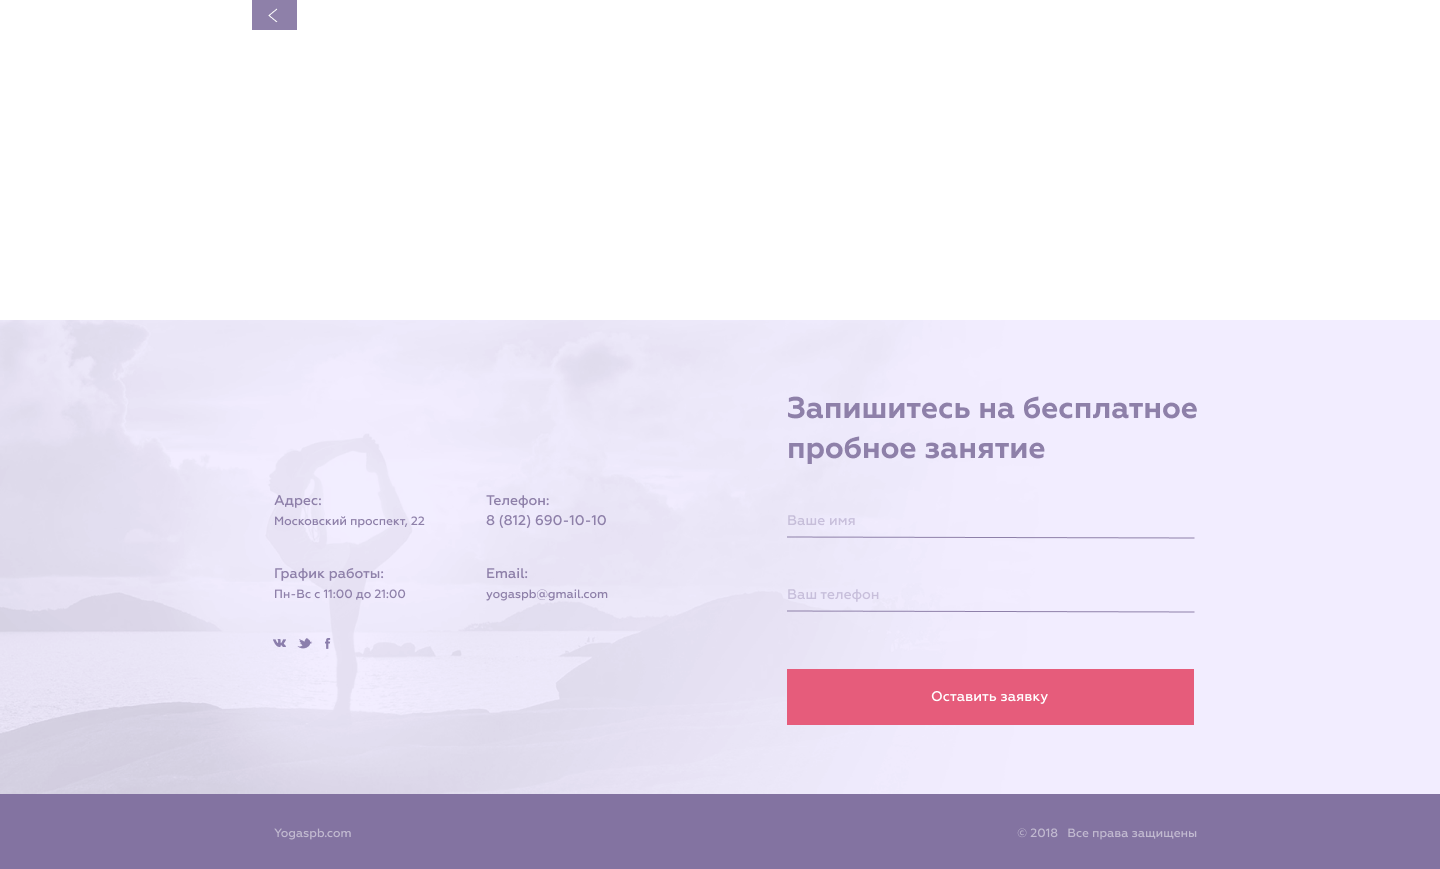 Запишитесь на бесплатное
пробное занятие
Адрес:
Московский проспект, 22
Телефон:
8 (812) 690-10-10
График работы:
Пн-Вс с 11:00 до 21:00
Email:
yogaspb@gmail.com
Ваше имя
Ваш телефон
Оставить заявку
Yogaspb.com
© 2018 Все права защищены